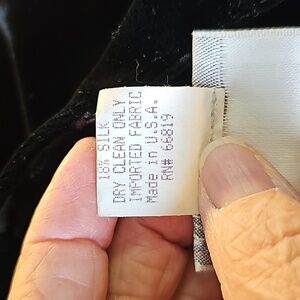 18% SILK
DRY CLEAN ONLY
IMPORTED FABRIC
Made in U.S.A.
RN# 66819